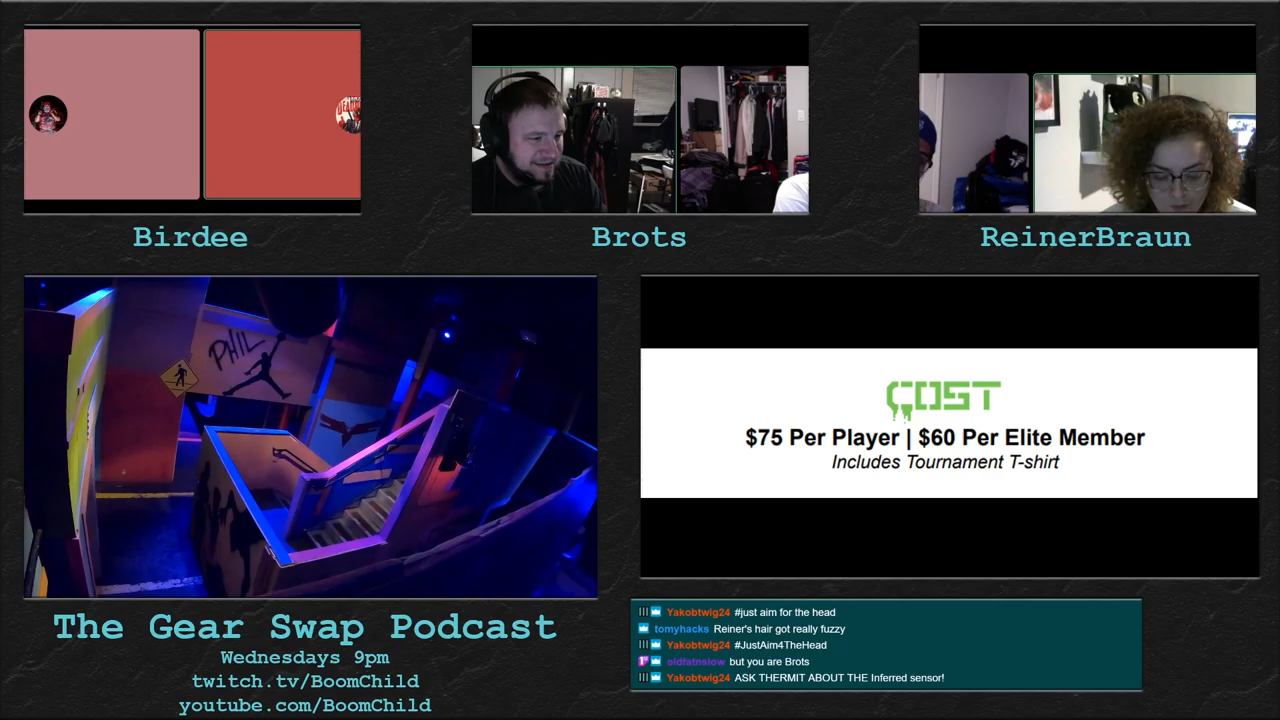 Birdee
Brots
ReinerBraun
PHIL
COST
$75 Per Player | $60 Per Elite Member
Includes Tournament T-shirt
The Gear Swap Podcast
Wednesdays 9pm
twitch.tv/BoomChild
youtube.com/BoomChild
Yakobtwig24 #just aim for the head
tomyhacks Reiner's hair got really fuzzy
Yakobtwig24 #JustAim4TheHead
oldfatnslow but you are Brots
Yakobtwig24 ASK THERMIT ABOUT THE Inferred sensor!